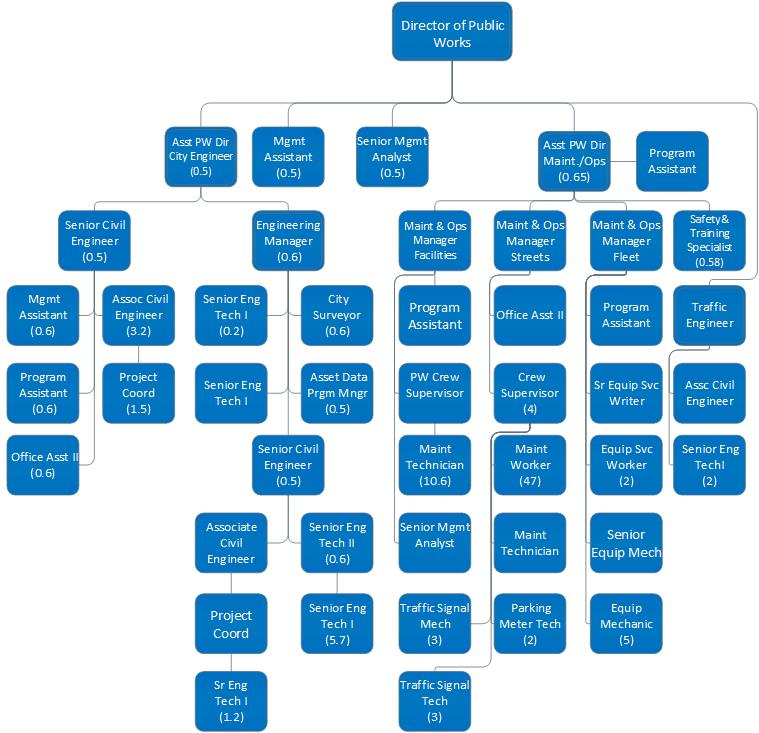 Director of Public
Works
Asst PW Dir
City Engineer
(0.5)
Mgmt
Assistant
(0.5)
Senior Mgmt
Analyst
(0.5)
Asst PW Dir
Maint./Ops
(0.65)
Program
Assistant
Senior Civil
Engineer
(0.5)
Engineering
Manager
(0.6)
Maint & Ops
Manager
Facilities
Maint & Ops
Manager
Streets
Maint & Ops
Manager
Fleet
Safety &
Training
Specialist
(0.58)
Mgmt
Assistant
(0.6)
Assoc Civil
Engineer
(3.2)
Senior Eng
Tech I
(0.2)
City
Surveyor
(0.6)
Program
Assistant
Office Asst II
Program
Assistant
Traffic
Engineer
Program
Assistant
(0.6)
Project
Coord
(1.5)
Senior Eng
Tech I
Asset Data
Prgm Mngr
(0.5)
PW Crew
Supervisor
Crew
Supervisor
(4)
Sr Equip Svc
Writer
Assc Civil
Engineer
Office Asst II
(0.6)
Senior Civil
Engineer
(0.5)
Maint
Technician
(10.6)
Maint
Worker
(47)
Equip Svc
Worker
(2)
Senior Eng
TechI
(2)
Associate
Civil
Engineer
Senior Eng
Tech II
(0.6)
Senior Mgmt
Analyst
Maint
Technician
Senior
Equip Mech
Project
Coord
Senior Eng
Tech I
(5.7)
Traffic Signal
Mech
(3)
Parking
Meter Tech
(2)
Equip
Mechanic
(5)
Sr Eng
Tech I
(1.2)
Traffic Signal
Tech
(3)